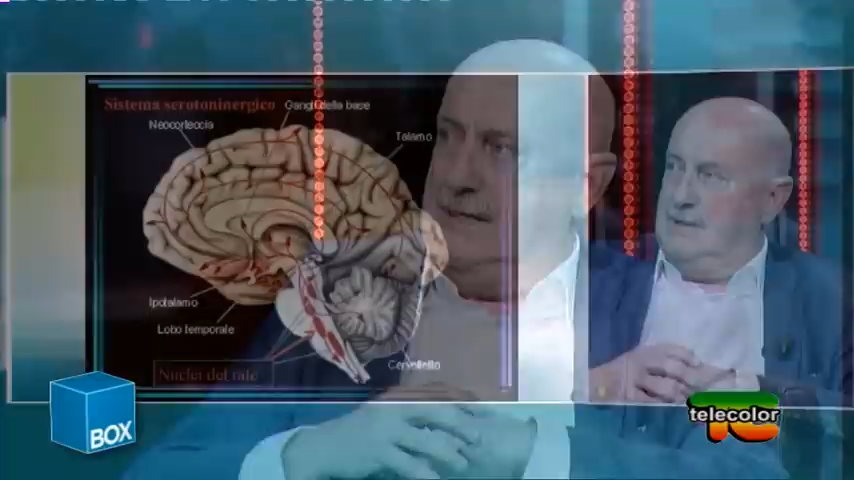 Sistema serotoninergico
Gangli della base
Neocorteccia
Talamo
Ipotalamo
Lobo temporale
Cervelletto
Nuclei del rafe
BOX
telecolor